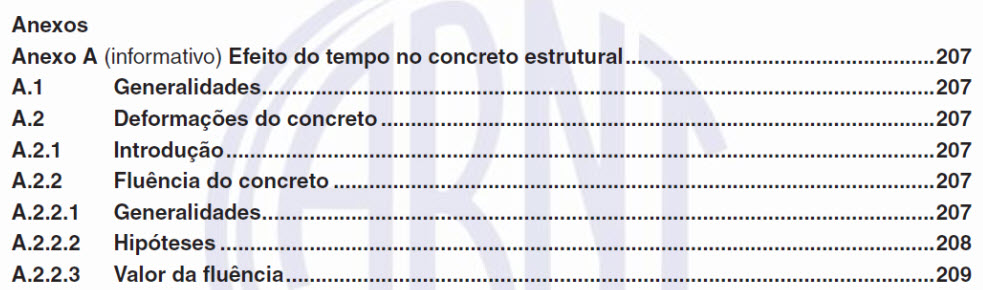 Anexos
Anexo A (informativo) Efeito do tempo no concreto estrutural....................................................207
A.1 Generalidades................................................................................................................207
A.2 Deformações do concreto.............................................................................................207
A.2.1 Introdução......................................................................................................................207
A.2.2 Fluência do concreto.....................................................................................................207
A.2.2.1 Generalidades................................................................................................................207
A.2.2.2 Hipóteses.......................................................................................................................208
A.2.2.3 Valor da fluência............................................................................................................209